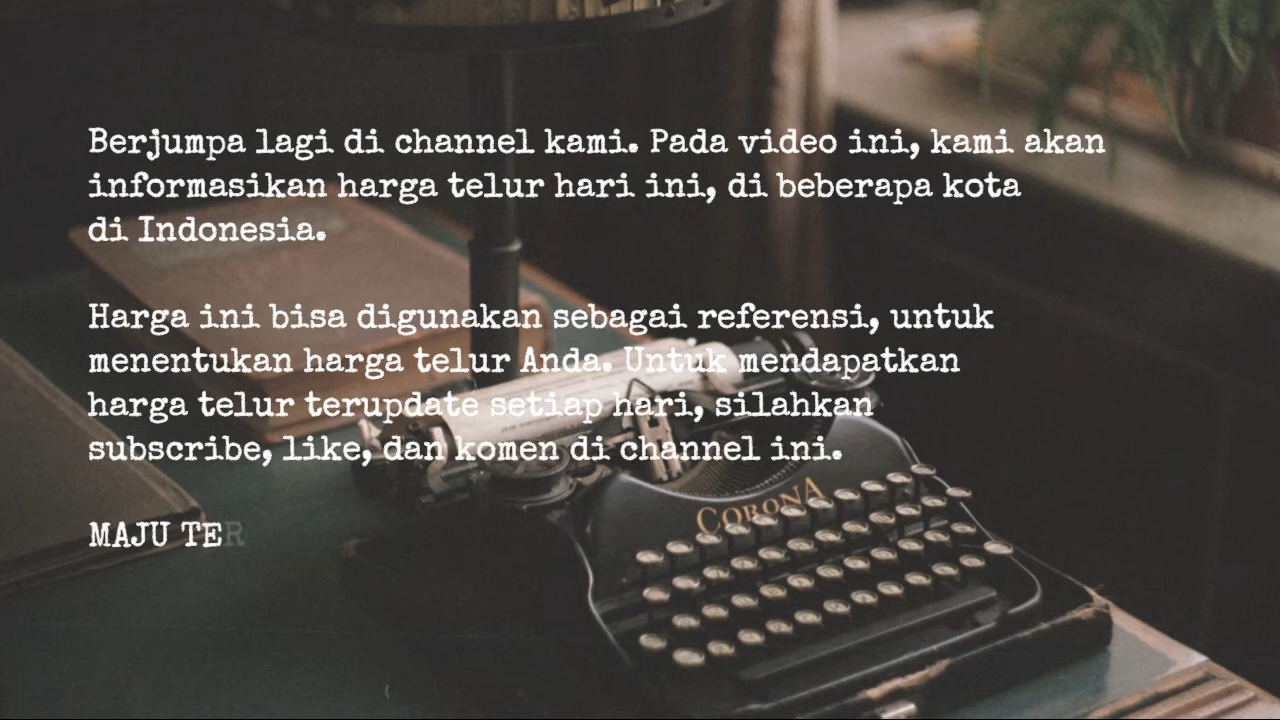 Berjumpa lagi di channel kami. Pada video ini, kami akan
informasikan harga telur hari ini, di beberapa kota
di Indonesia.
Harga ini bisa digunakan sebagai referensi, untuk
menentukan harga telur Anda. Untuk mendapatkan
harga telur terupdate setiap hari, silahkan
subscribe, like, dan komen di channel ini.
MAJU TER
CORONA